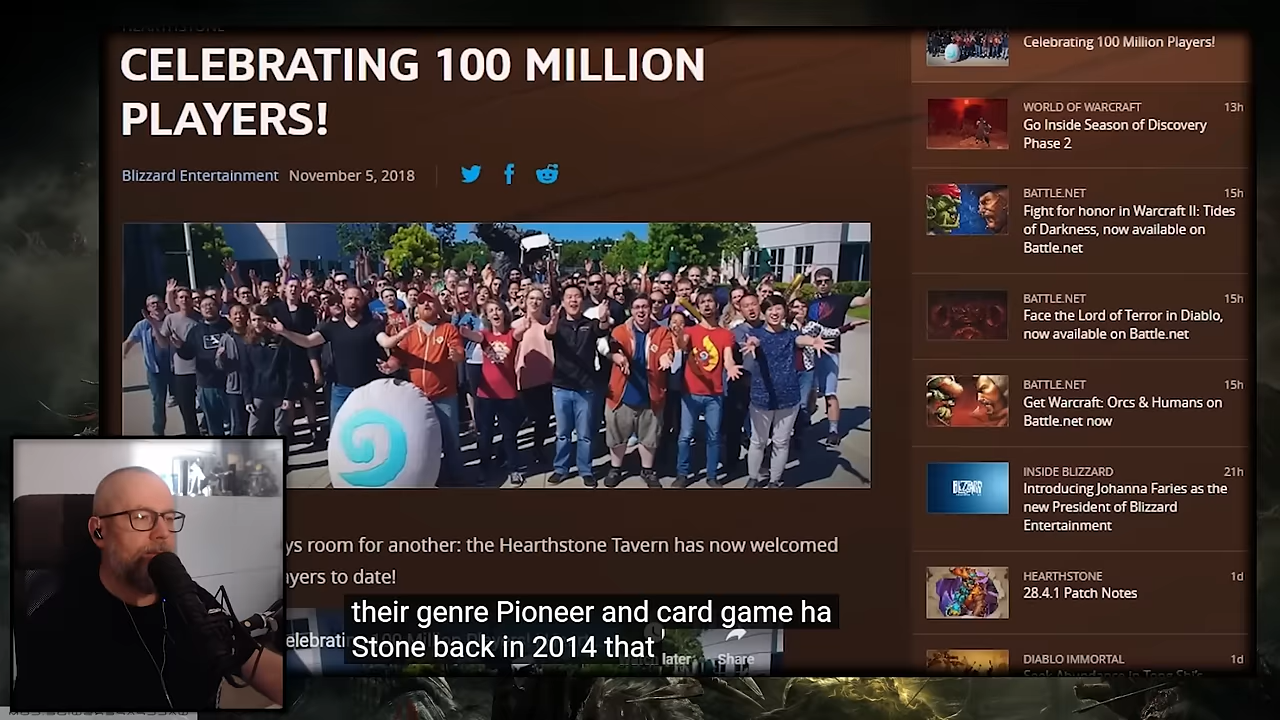 HEARTHSTONE
CELEBRATING 100 MILLION
PLAYERS!
Blizzard Entertainment November 5, 2018
ys room for another: the Hearthstone Tavern has now welcomed
ayers to date!
their genre Pioneer and card game ha
Stone back in 2014 that
later
Share
Celebrating 100 Million Players!
WORLD OF WARCRAFT 13h
Go Inside Season of Discovery
Phase 2
BATTLE.NET 15h
Fight for honor in Warcraft II: Tides
of Darkness, now available on
Battle.net
BATTLE.NET 15h
Face the Lord of Terror in Diablo,
now available on Battle.net
BATTLE.NET 15h
Get Warcraft: Orcs & Humans on
Battle.net now
INSIDE BLIZZARD 21h
Introducing Johanna Faries as the
new President of Blizzard
Entertainment
HEARTHSTONE 1d
28.4.1 Patch Notes
DIABLO IMMORTAL 1d